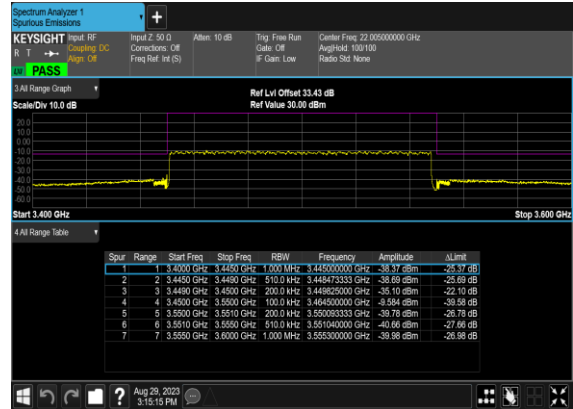 Spectrum Analyzer 1
Spurious Emissions
KEYSIGHT Input: RF
R T Coupling: DC
Align: Off
Input Z: 50 Ω
Corrections: Off
Freq Ref: Int (S)
Atten: 10 dB
Trig: Free Run
Gate: Off
IF Gain: Low
Center Freq: 22.005000000 GHz
Avg|Hold: 100/100
Radio Std: None
PASS
3 All Range Graph
Scale/Div 10.0 dB
Ref Lvl Offset 33.43 dB
Ref Value 30.00 dBm
20.0
10.0
0.00
-10.0
-20.0
-30.0
-40.0
-50.0
-60.0
Start 3.400 GHz
Stop 3.600 GHz
4 All Range Table
Spur Range Start Freq Stop Freq RBW Frequency Amplitude ΔLimit
1 1 3.4000 GHz 3.4450 GHz 1.000 MHz 3.445000000 GHz -38.37 dBm -25.37 dB
2 2 3.4450 GHz 3.4490 GHz 510.0 kHz 3.448473333 GHz -38.69 dBm -25.69 dB
3 3 3.4490 GHz 3.4500 GHz 200.0 kHz 3.449825000 GHz -35.10 dBm -22.10 dB
4 4 3.4500 GHz 3.5500 GHz 100.0 kHz 3.464500000 GHz -9.584 dBm -39.58 dB
5 5 3.5500 GHz 3.5510 GHz 200.0 kHz 3.550093333 GHz -39.78 dBm -26.78 dB
6 6 3.5510 GHz 3.5550 GHz 510.0 kHz 3.551040000 GHz -40.66 dBm -27.66 dB
7 7 3.5550 GHz 3.6000 GHz 1.000 MHz 3.555300000 GHz -39.98 dBm -26.98 dB
Aug 29, 2023
3:15:15 PM